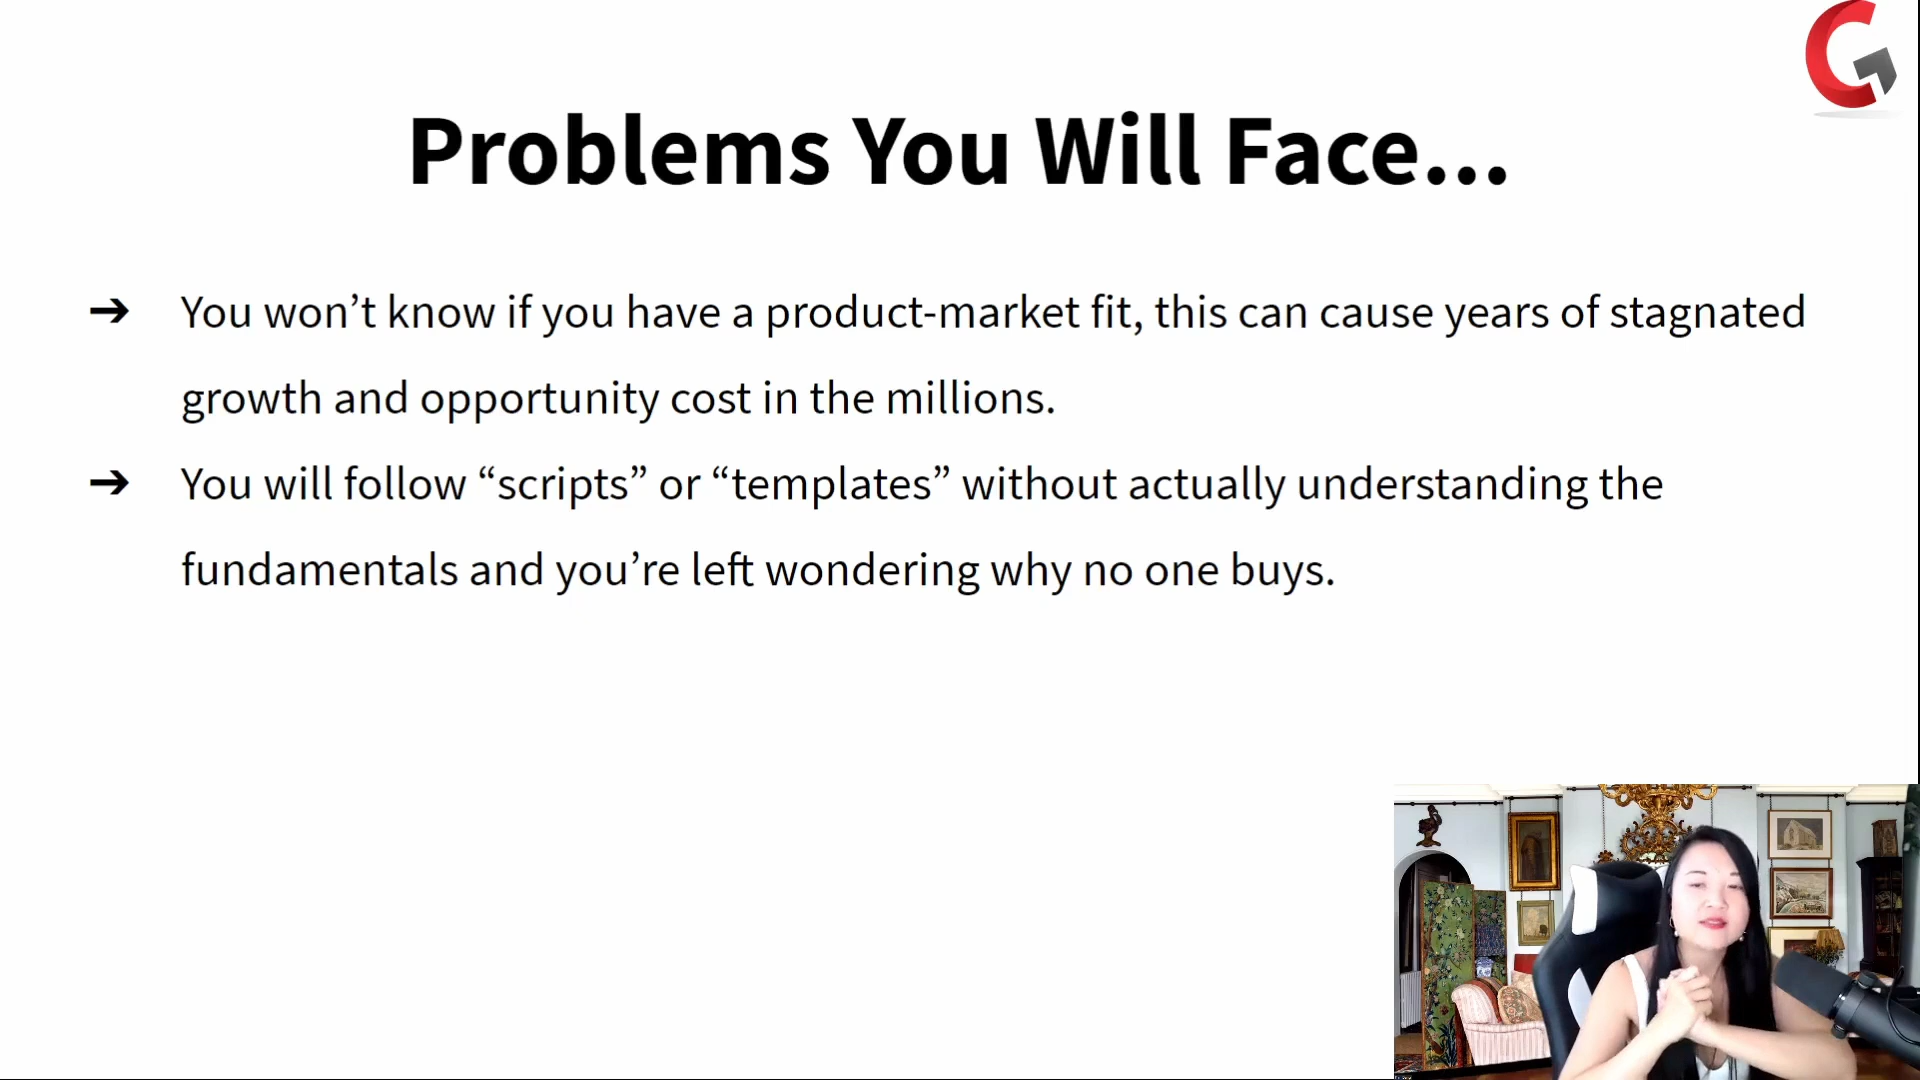 Problems You Will Face...
➔ You won’t know if you have a product-market fit, this can cause years of stagnated
growth and opportunity cost in the millions.
➔ You will follow “scripts” or “templates” without actually understanding the
fundamentals and you’re left wondering why no one buys.